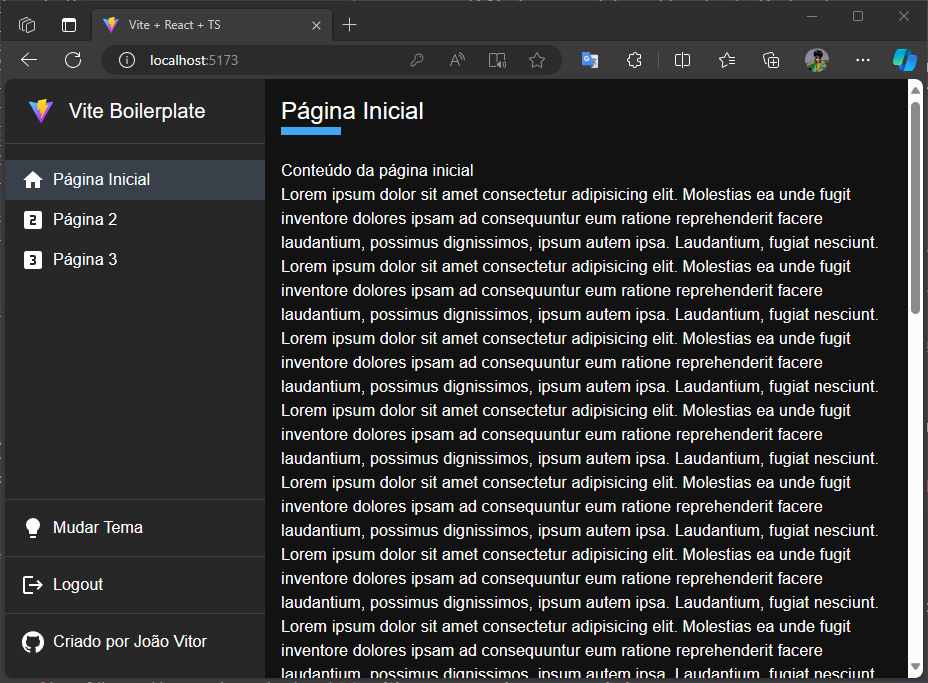 Vite + React + TS
localhost:5173
Vite Boilerplate
Página Inicial
2 Página 2
3 Página 3
Mudar Tema
Logout
Criado por João Vitor
Página Inicial
Conteúdo da página inicial
Lorem ipsum dolor sit amet consectetur adipisicing elit. Molestias ea unde fugit
inventore dolores ipsam ad consequuntur eum ratione reprehenderit facere
laudantium, possimus dignissimos, ipsum autem ipsa. Laudantium, fugiat nesciunt.
Lorem ipsum dolor sit amet consectetur adipisicing elit. Molestias ea unde fugit
inventore dolores ipsam ad consequuntur eum ratione reprehenderit facere
laudantium, possimus dignissimos, ipsum autem ipsa. Laudantium, fugiat nesciunt.
Lorem ipsum dolor sit amet consectetur adipisicing elit. Molestias ea unde fugit
inventore dolores ipsam ad consequuntur eum ratione reprehenderit facere
laudantium, possimus dignissimos, ipsum autem ipsa. Laudantium, fugiat nesciunt.
Lorem ipsum dolor sit amet consectetur adipisicing elit. Molestias ea unde fugit
inventore dolores ipsam ad consequuntur eum ratione reprehenderit facere
laudantium, possimus dignissimos, ipsum autem ipsa. Laudantium, fugiat nesciunt.
Lorem ipsum dolor sit amet consectetur adipisicing elit. Molestias ea unde fugit
inventore dolores ipsam ad consequuntur eum ratione reprehenderit facere
laudantium, possimus dignissimos, ipsum autem ipsa. Laudantium, fugiat nesciunt.
Lorem ipsum dolor sit amet consectetur adipisicing elit. Molestias ea unde fugit
inventore dolores ipsam ad consequuntur eum ratione reprehenderit facere
laudantium, possimus dignissimos, ipsum autem ipsa. Laudantium, fugiat nesciunt.
Lorem ipsum dolor sit amet consectetur adipisicing elit. Molestias ea unde fugit
inventore dolores ipsam ad consequuntur eum ratione reprehenderit facere
laudantium, possimus dignissimos, ipsum autem ipsa. Laudantium, fugiat nesciunt.